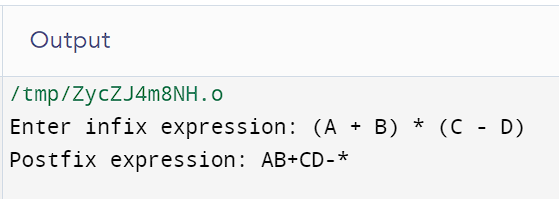 Output
/tmp/ZycZJ4m8NH.o
Enter infix expression: (A + B) * (C - D)
Postfix expression: AB+CD-*